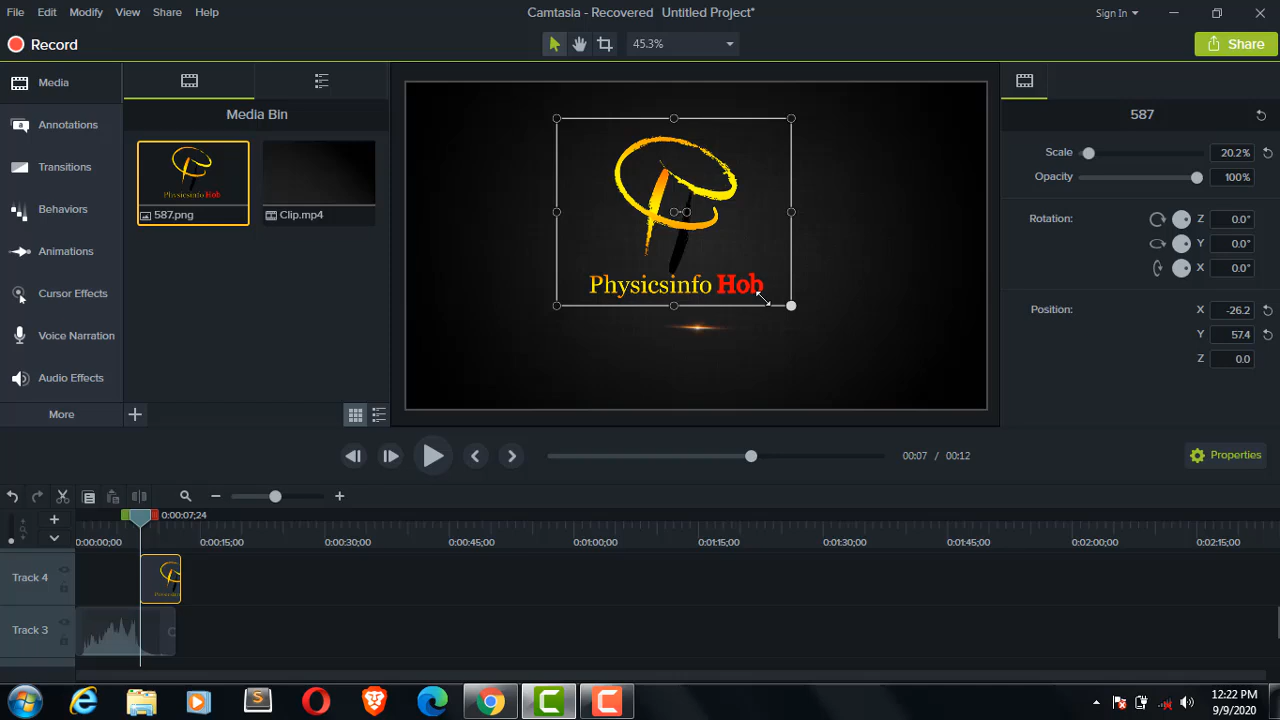 File Edit Modify View Share Help Camtasia - Recovered Untitled Project* Sign In
Record 45.3% Share
Media
Annotations
Transitions
Behaviors
Animations
Cursor Effects
Voice Narration
Audio Effects
More
Media Bin
587.png Clip.mp4
Physicsinfo Hob
587
Scale 20.2%
Opacity 100%
Rotation: Z 0.0°
Y 0.0°
X 0.0°
Position: X -26.2
Y 57.4
Z 0.0
00:07 / 00:12 Properties
0:00:07;24
0:00:00;00 0:00:15;00 0:00:30;00 0:00:45;00 0:01:00;00 0:01:15;00 0:01:30;00 0:01:45;00 0:02:00;00 0:02:15;00
Track 4
Track 3
12:22 PM
9/9/2020